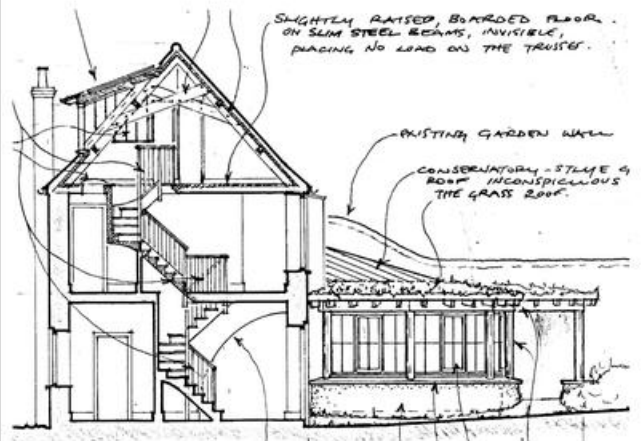 SLIGHTLY RAISED, BOARDED FLOOR
ON SLIM STEEL BEAMS, INVISIBLE,
PLACING NO LOAD ON THE TRUSSES.
EXISTING GARDEN WALL
CONSERVATORY-STYLE G
ROOF INCONSPICUOUS
THE GRASS ROOF.